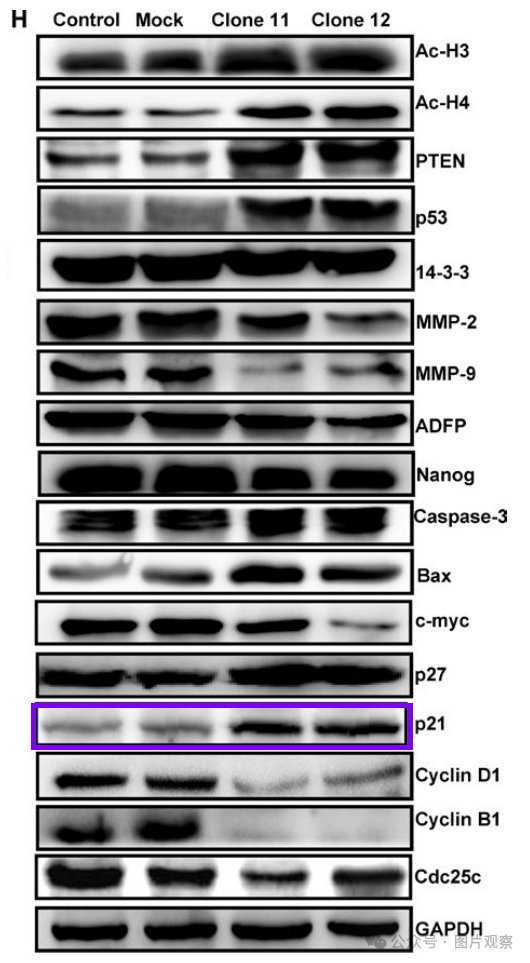 H Control Mock Clone 11 Clone 12
Ac-H3
Ac-H4
PTEN
p53
14-3-3
MMP-2
MMP-9
ADFP
Nanog
Caspase-3
Bax
c-myc
p27
p21
Cyclin D1
Cyclin B1
Cdc25c
GAPDH
公众号 · 图片观察